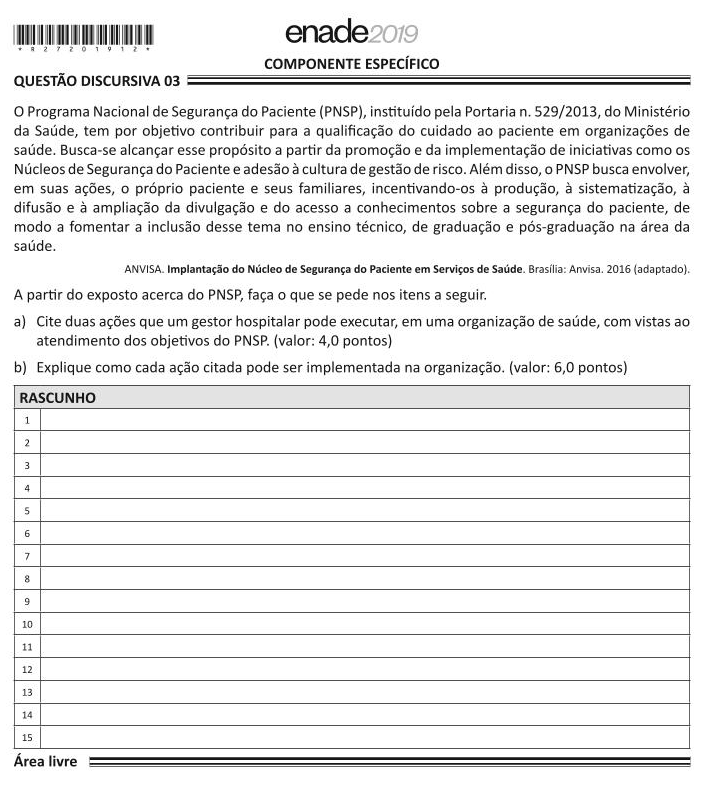 enade2019
*R27201912*
COMPONENTE ESPECÍFICO
QUESTÃO DISCURSIVA 03
O Programa Nacional de Segurança do Paciente (PNSP), instituído pela Portaria n. 529/2013, do Ministério
da Saúde, tem por objetivo contribuir para a qualificação do cuidado ao paciente em organizações de
saúde. Busca-se alcançar esse propósito a partir da promoção e da implementação de iniciativas como os
Núcleos de Segurança do Paciente e adesão à cultura de gestão de risco. Além disso, o PNSP busca envolver,
em suas ações, o próprio paciente e seus familiares, incentivando-os à produção, à sistematização, à
difusão e à ampliação da divulgação e do acesso a conhecimentos sobre a segurança do paciente, de
modo a fomentar a inclusão desse tema no ensino técnico, de graduação e pós-graduação na área da
saúde.
ANVISA. Implantação do Núcleo de Segurança do Paciente em Serviços de Saúde. Brasília: Anvisa. 2016 (adaptado).
A partir do exposto acerca do PNSP, faça o que se pede nos itens a seguir.
a) Cite duas ações que um gestor hospitalar pode executar, em uma organização de saúde, com vistas ao
atendimento dos objetivos do PNSP. (valor: 4,0 pontos)
b) Explique como cada ação citada pode ser implementada na organização. (valor: 6,0 pontos)
RASCUNHO
1
2
3
4
5
6
7
8
9
10
11
12
13
14
15
Área livre